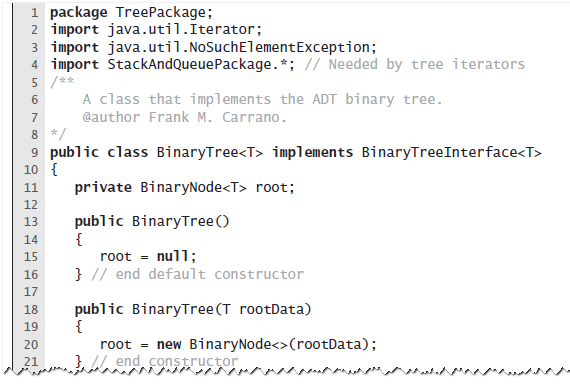 1 package TreePackage;
2 import java.util.Iterator;
3 import java.util.NoSuchElementException;
4 import StackAndQueuePackage.*; // Needed by tree iterators
5 /**
6     A class that implements the ADT binary tree.
7     @author Frank M. Carrano.
8 */
9 public class BinaryTree<T> implements BinaryTreeInterface<T>
10 {
11    private BinaryNode<T> root;
12
13    public BinaryTree()
14    {
15       root = null;
16    } // end default constructor
17
18    public BinaryTree(T rootData)
19    {
20       root = new BinaryNode<>(rootData);
21    } // end constructor